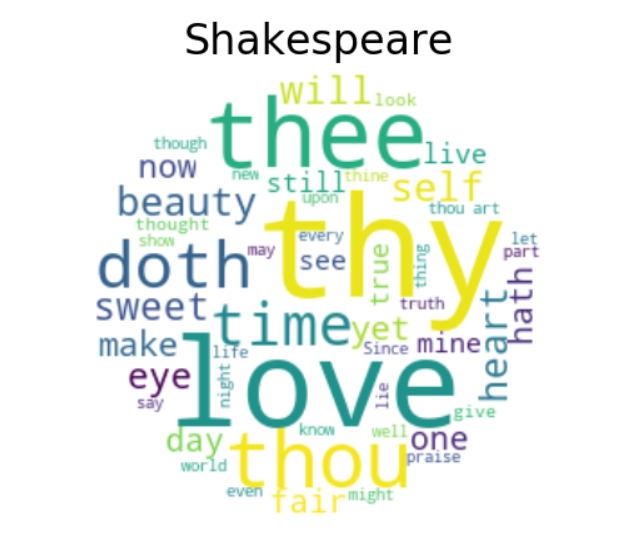 Shakespeare
will look
thee
though
live
now
new
still thine self
beauty
upon
thou art
thought
thy
show
every
let
may
part
doth
see
true
thing
hath
sweet
truth
heart
time yet
make
Since mine
life
love
eye
night
lie
say
give
know
well one
day
thou
praise
world
even
fair might